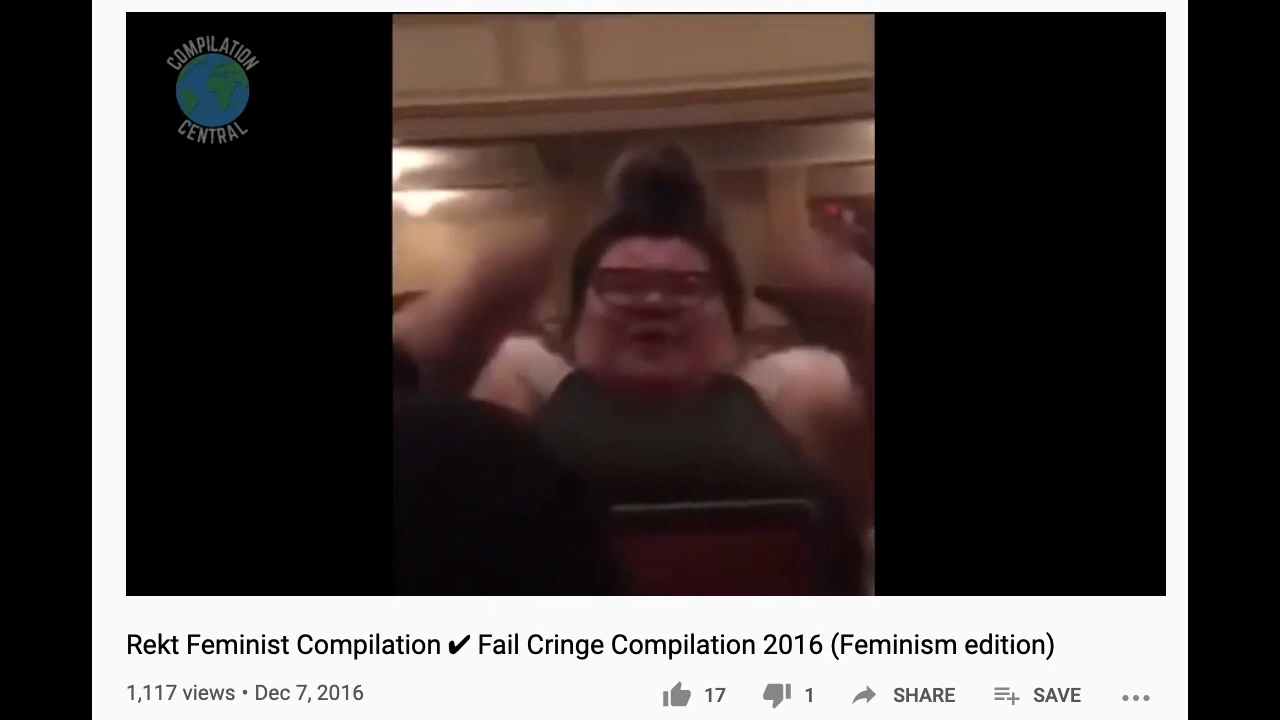 COMPILATION
CENTRAL
Rekt Feminist Compilation ✔ Fail Cringe Compilation 2016 (Feminism edition)
1,117 views • Dec 7, 2016 17 1 SHARE SAVE